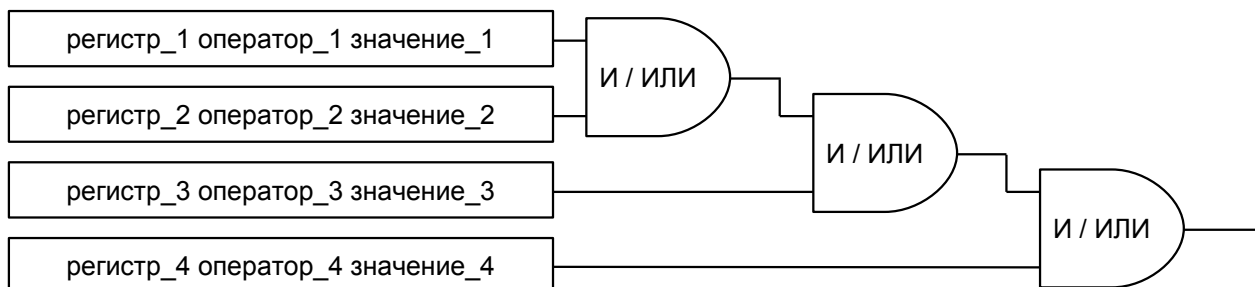 регистр_1 оператор_1 значение_1
И / ИЛИ
регистр_2 оператор_2 значение_2
И / ИЛИ
регистр_3 оператор_3 значение_3
И / ИЛИ
регистр_4 оператор_4 значение_4